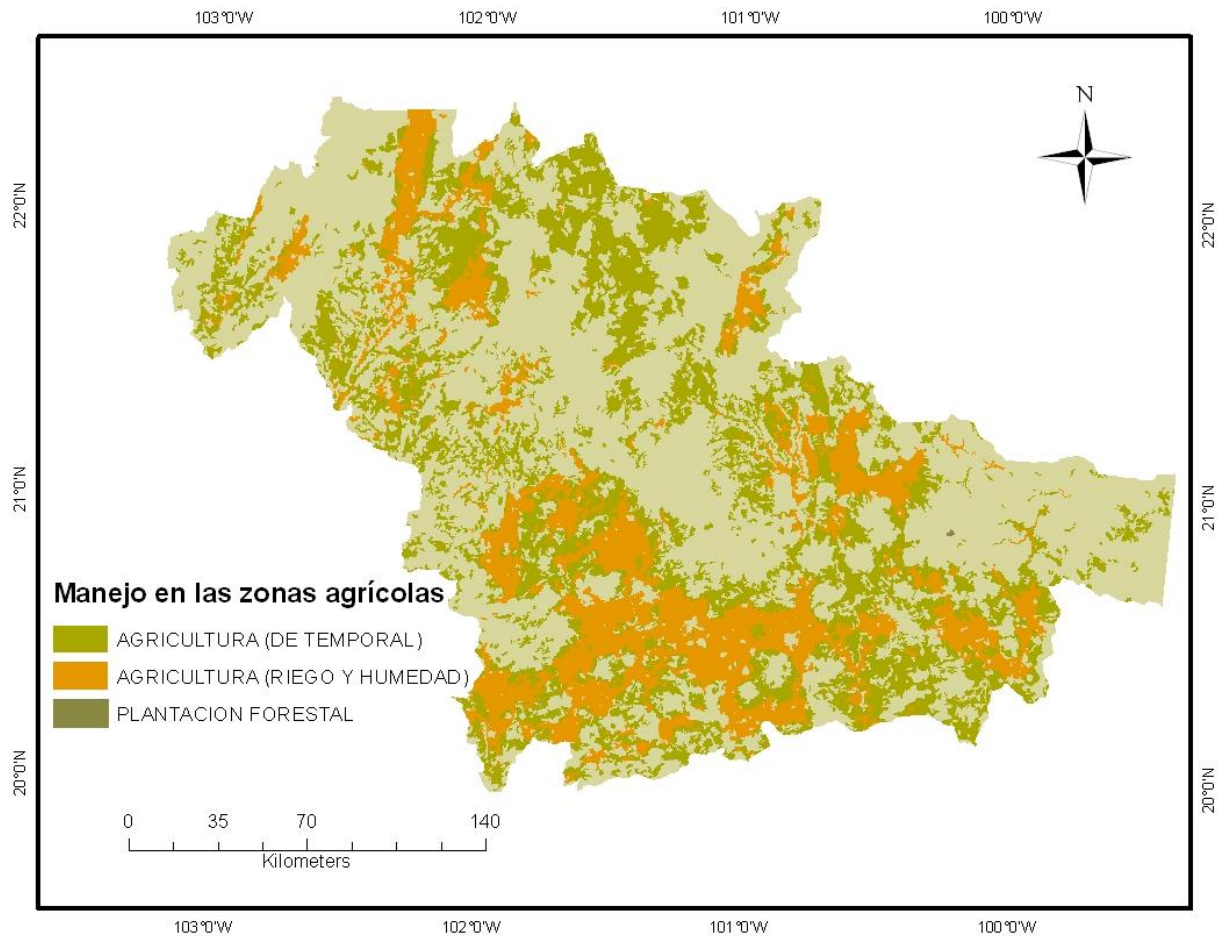 103°0'W 102°0'W 101°0'W 100°0'W
N
22°0'N 22°0'N
21°0'N 21°0'N
Manejo en las zonas agrícolas
AGRICULTURA (DE TEMPORAL)
AGRICULTURA (RIEGO Y HUMEDAD)
PLANTACION FORESTAL
20°0'N 20°0'N
0 35 70 140
Kilometers
103°0'W 102°0'W 101°0'W 100°0'W